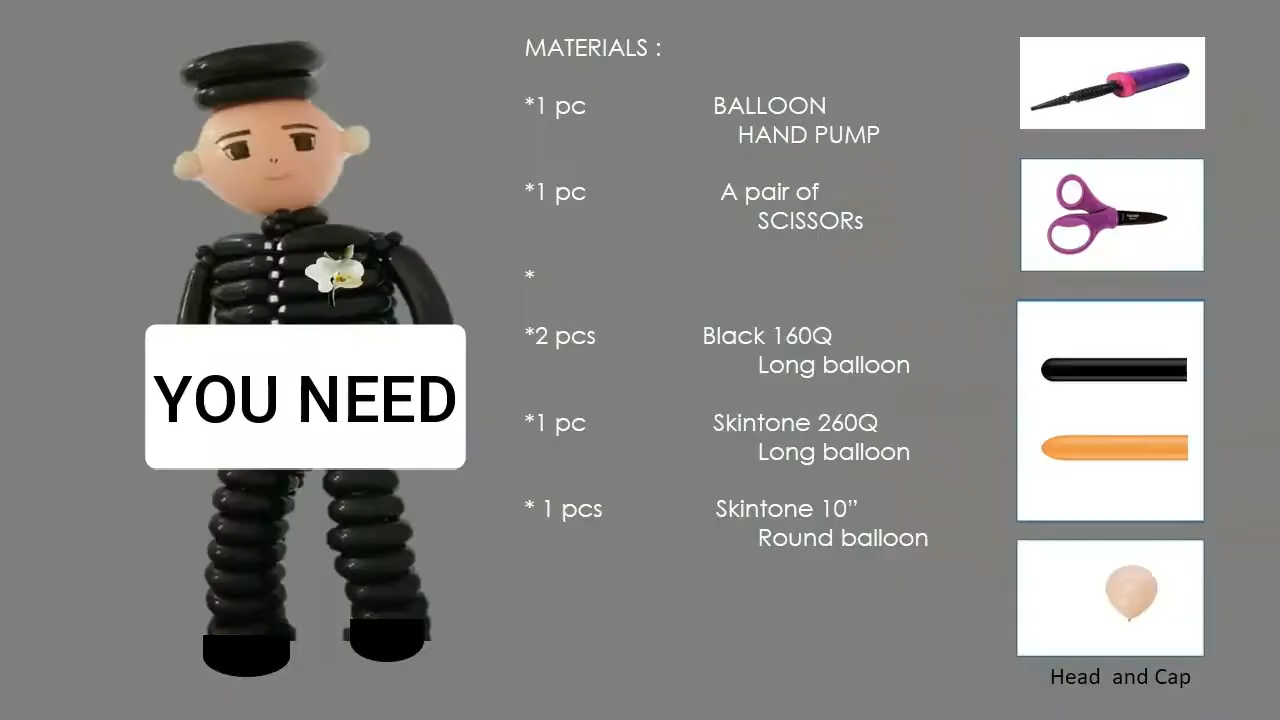 MATERIALS :
*1 pc BALLOON
HAND PUMP
*1 pc A pair of
SCISSORs
*
*2 pcs Black 160Q
Long balloon
YOU NEED
*1 pc Skintone 260Q
Long balloon
* 1 pcs Skintone 10”
Round balloon
Head and Cap